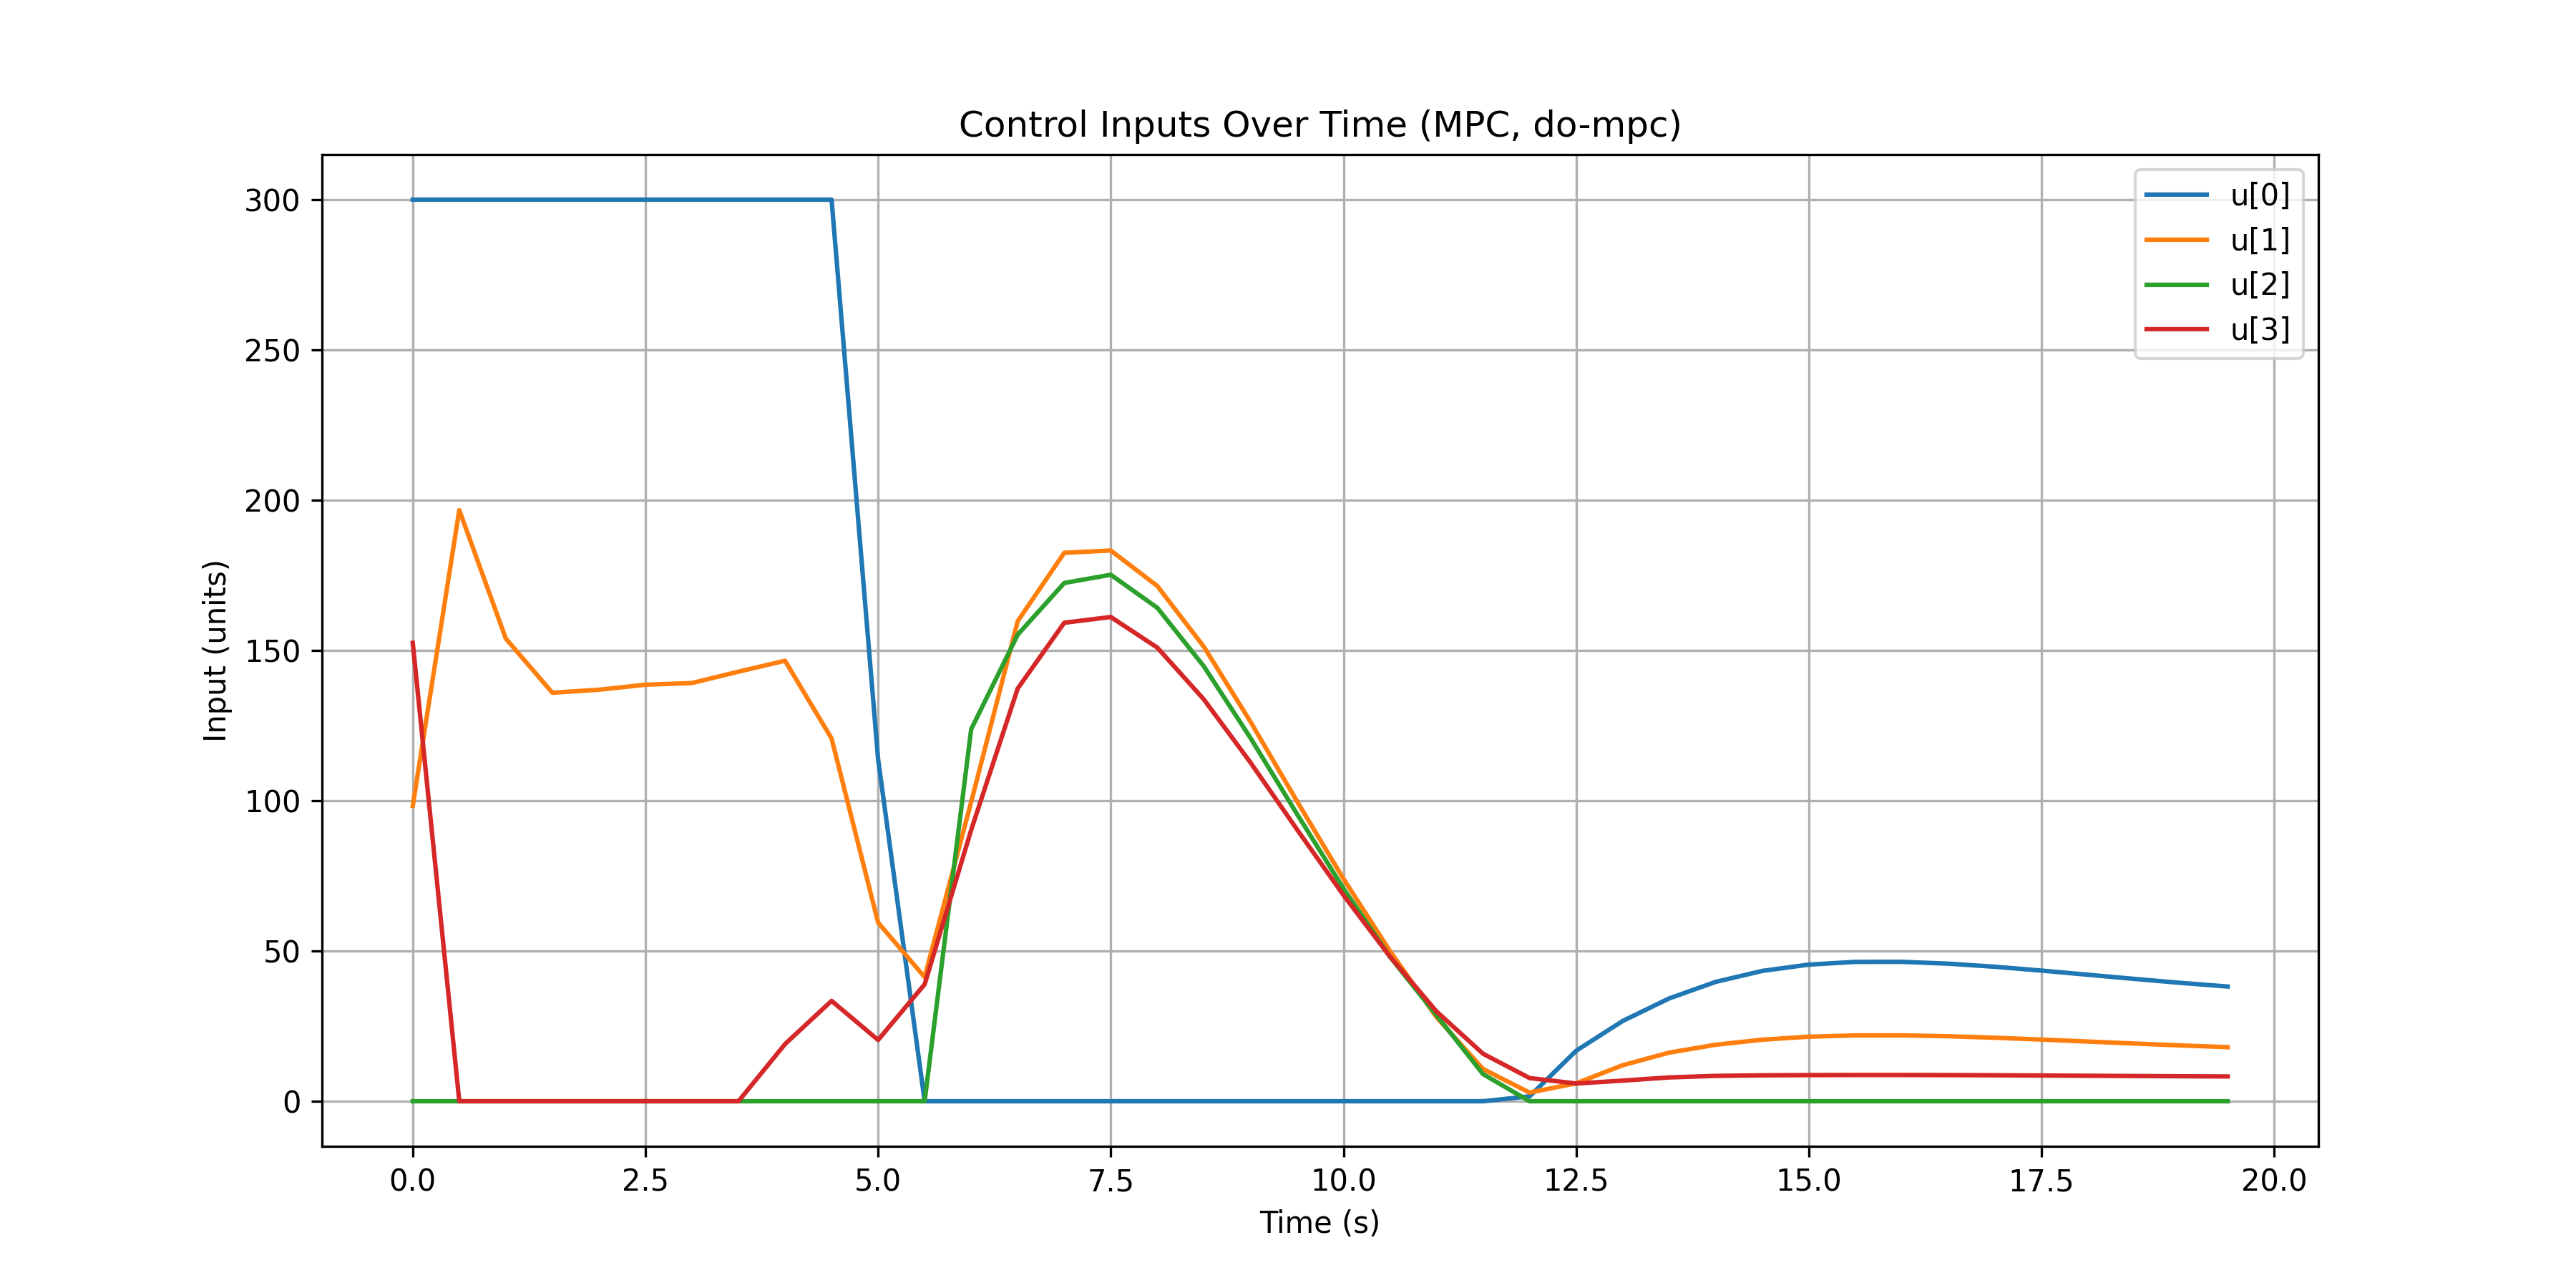 Control Inputs Over Time (MPC, do-mpc)
u[0]
u[1]
u[2]
u[3]
Input (units)
300
250
200
150
100
50
0
0.0 2.5 5.0 7.5 10.0 12.5 15.0 17.5 20.0
Time (s)